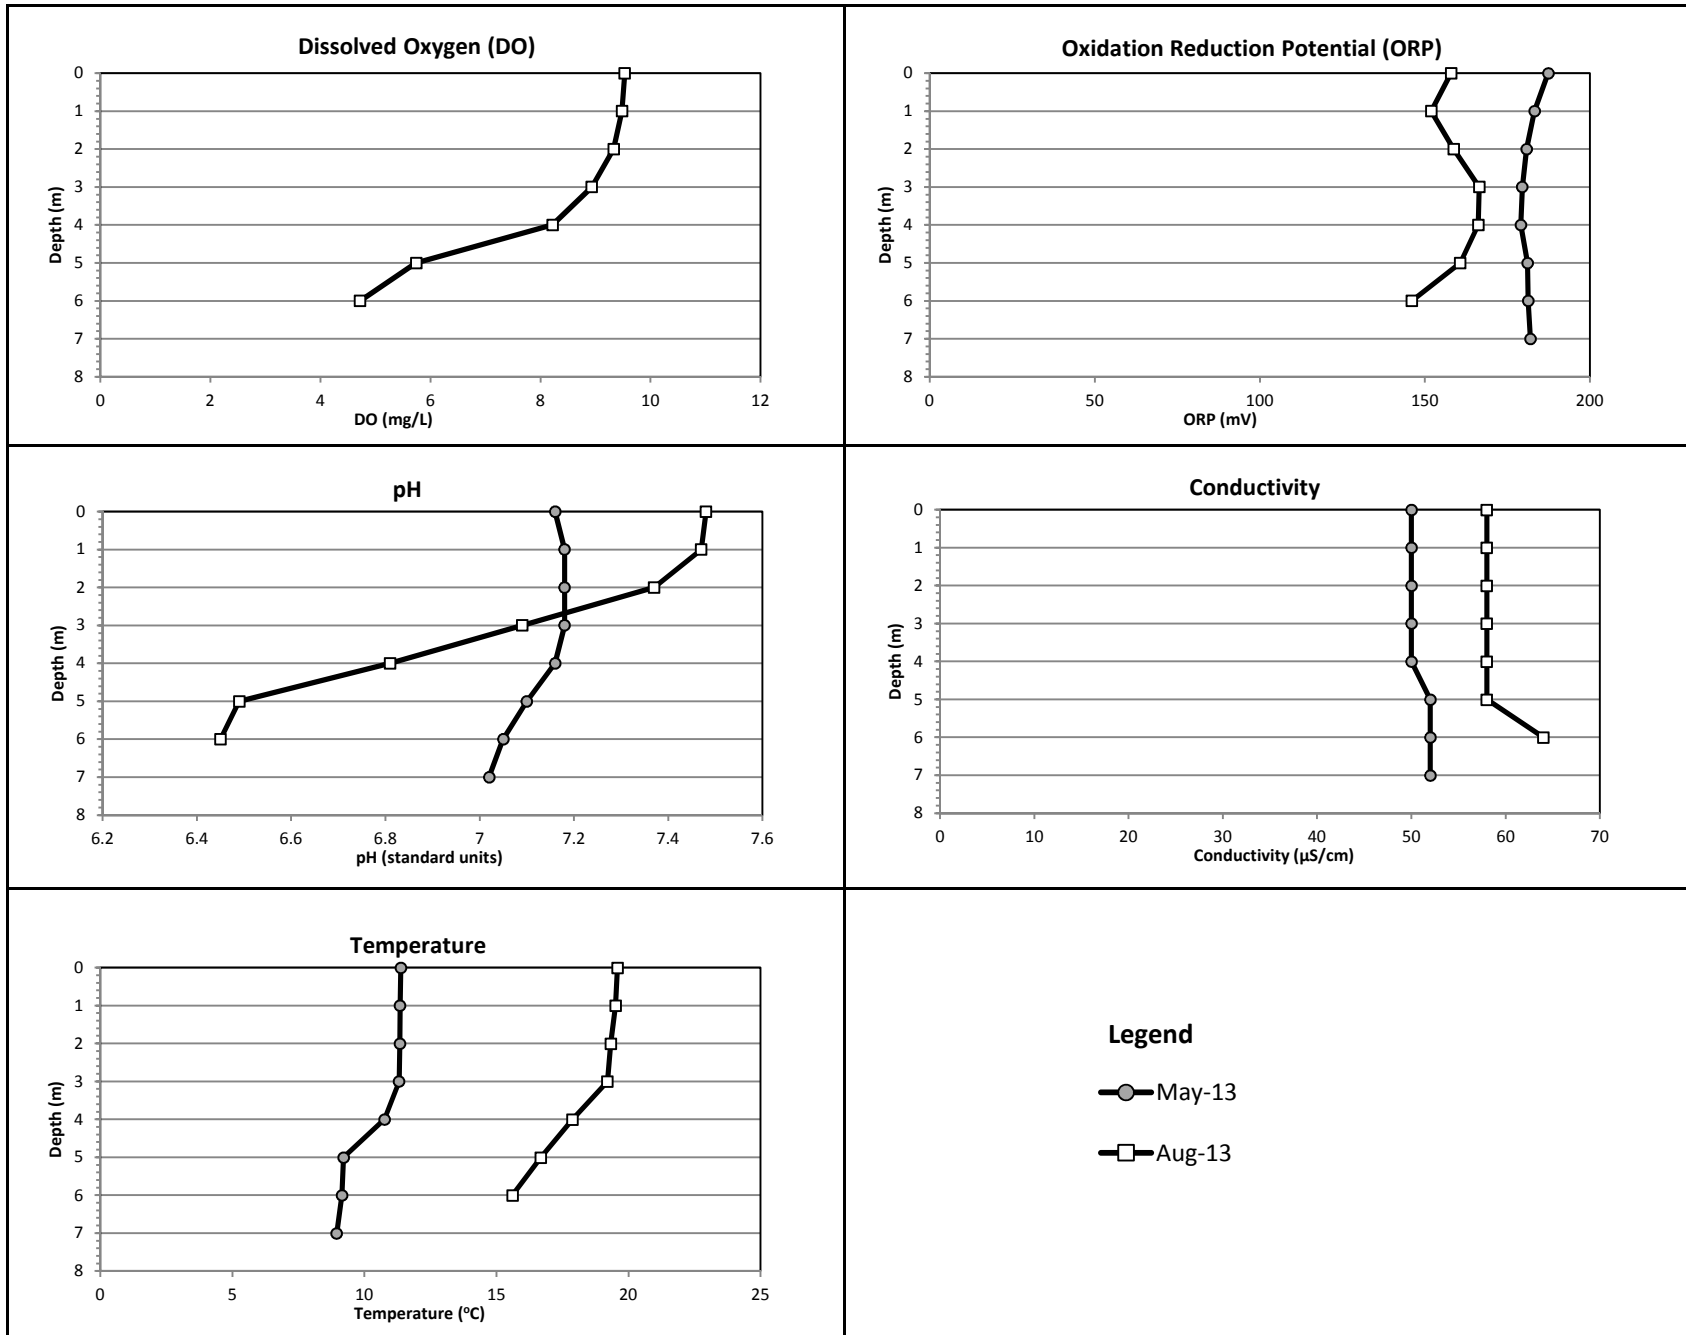 Dissolved Oxygen (DO)
0
1
2
3
4
5
6
7
8
Depth (m)
0 2 4 6 8 10 12
DO (mg/L)
Oxidation Reduction Potential (ORP)
0
1
2
3
4
5
6
7
8
Depth (m)
0 50 100 150 200
ORP (mV)
pH
0
1
2
3
4
5
6
7
8
Depth (m)
6.2 6.4 6.6 6.8 7 7.2 7.4 7.6
pH (standard units)
Conductivity
0
1
2
3
4
5
6
7
8
Depth (m)
0 10 20 30 40 50 60 70
Conductivity (µS/cm)
Temperature
0
1
2
3
4
5
6
7
8
Depth (m)
0 5 10 15 20 25
Temperature (°C)
Legend
May-13
Aug-13